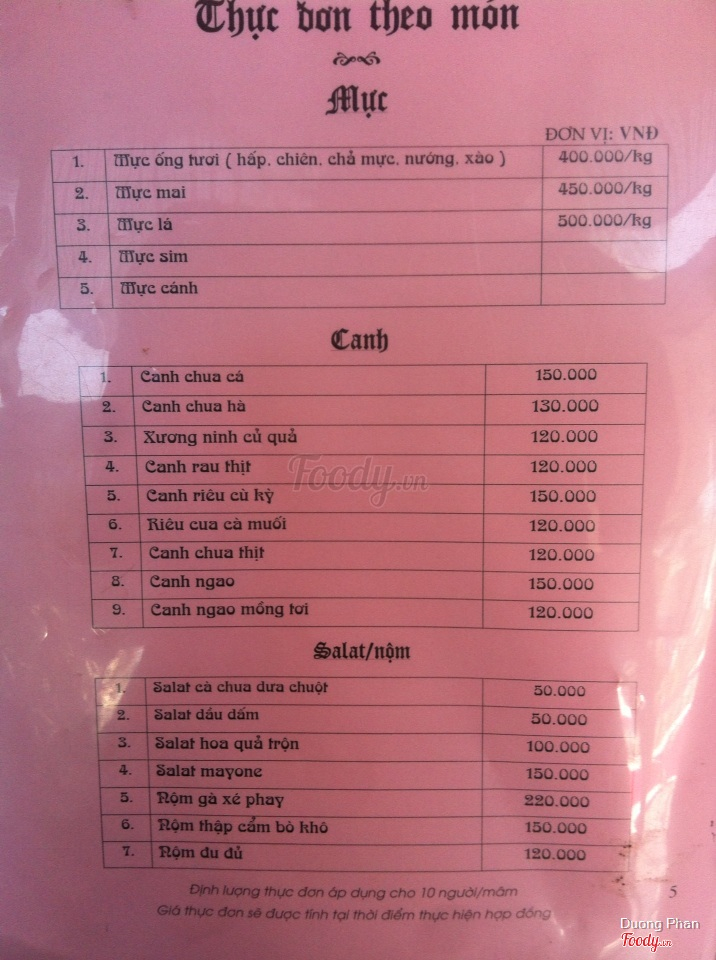 Thực đơn theo món
Mực
ĐƠN VỊ: VNĐ
1. Mực ống tươi ( hấp, chiên, chả mực, nướng, xào ) 400.000/kg
2. Mực mai 450.000/kg
3. Mực lá 500.000/kg
4. Mực sim
5. Mực cánh
Canh
1. Canh chua cá 150.000
2. Canh chua hà 130.000
3. Xương ninh củ quả 120.000
4. Canh rau thịt 120.000
5. Canh riêu cù kỳ 150.000
6. Riêu cua cà muối 120.000
7. Canh chua thịt 120.000
8. Canh ngao 150.000
9. Canh ngao mồng tơi 120.000
Foody.vn
Salat/nộm
1. Salat cà chua dưa chuột 50.000
2. Salat dầu dấm 50.000
3. Salat hoa quả trộn 100.000
4. Salat mayone 150.000
5. Nộm gà xé phay 220.000
6. Nộm thập cẩm bò khô 150.000
7. Nộm đu đủ 120.000
Định lượng thực đơn áp dụng cho 10 người/mâm
5
Giá thực đơn sẽ được tính tại thời điểm thực hiện hợp đồng
Duong Phan
Foody.vn